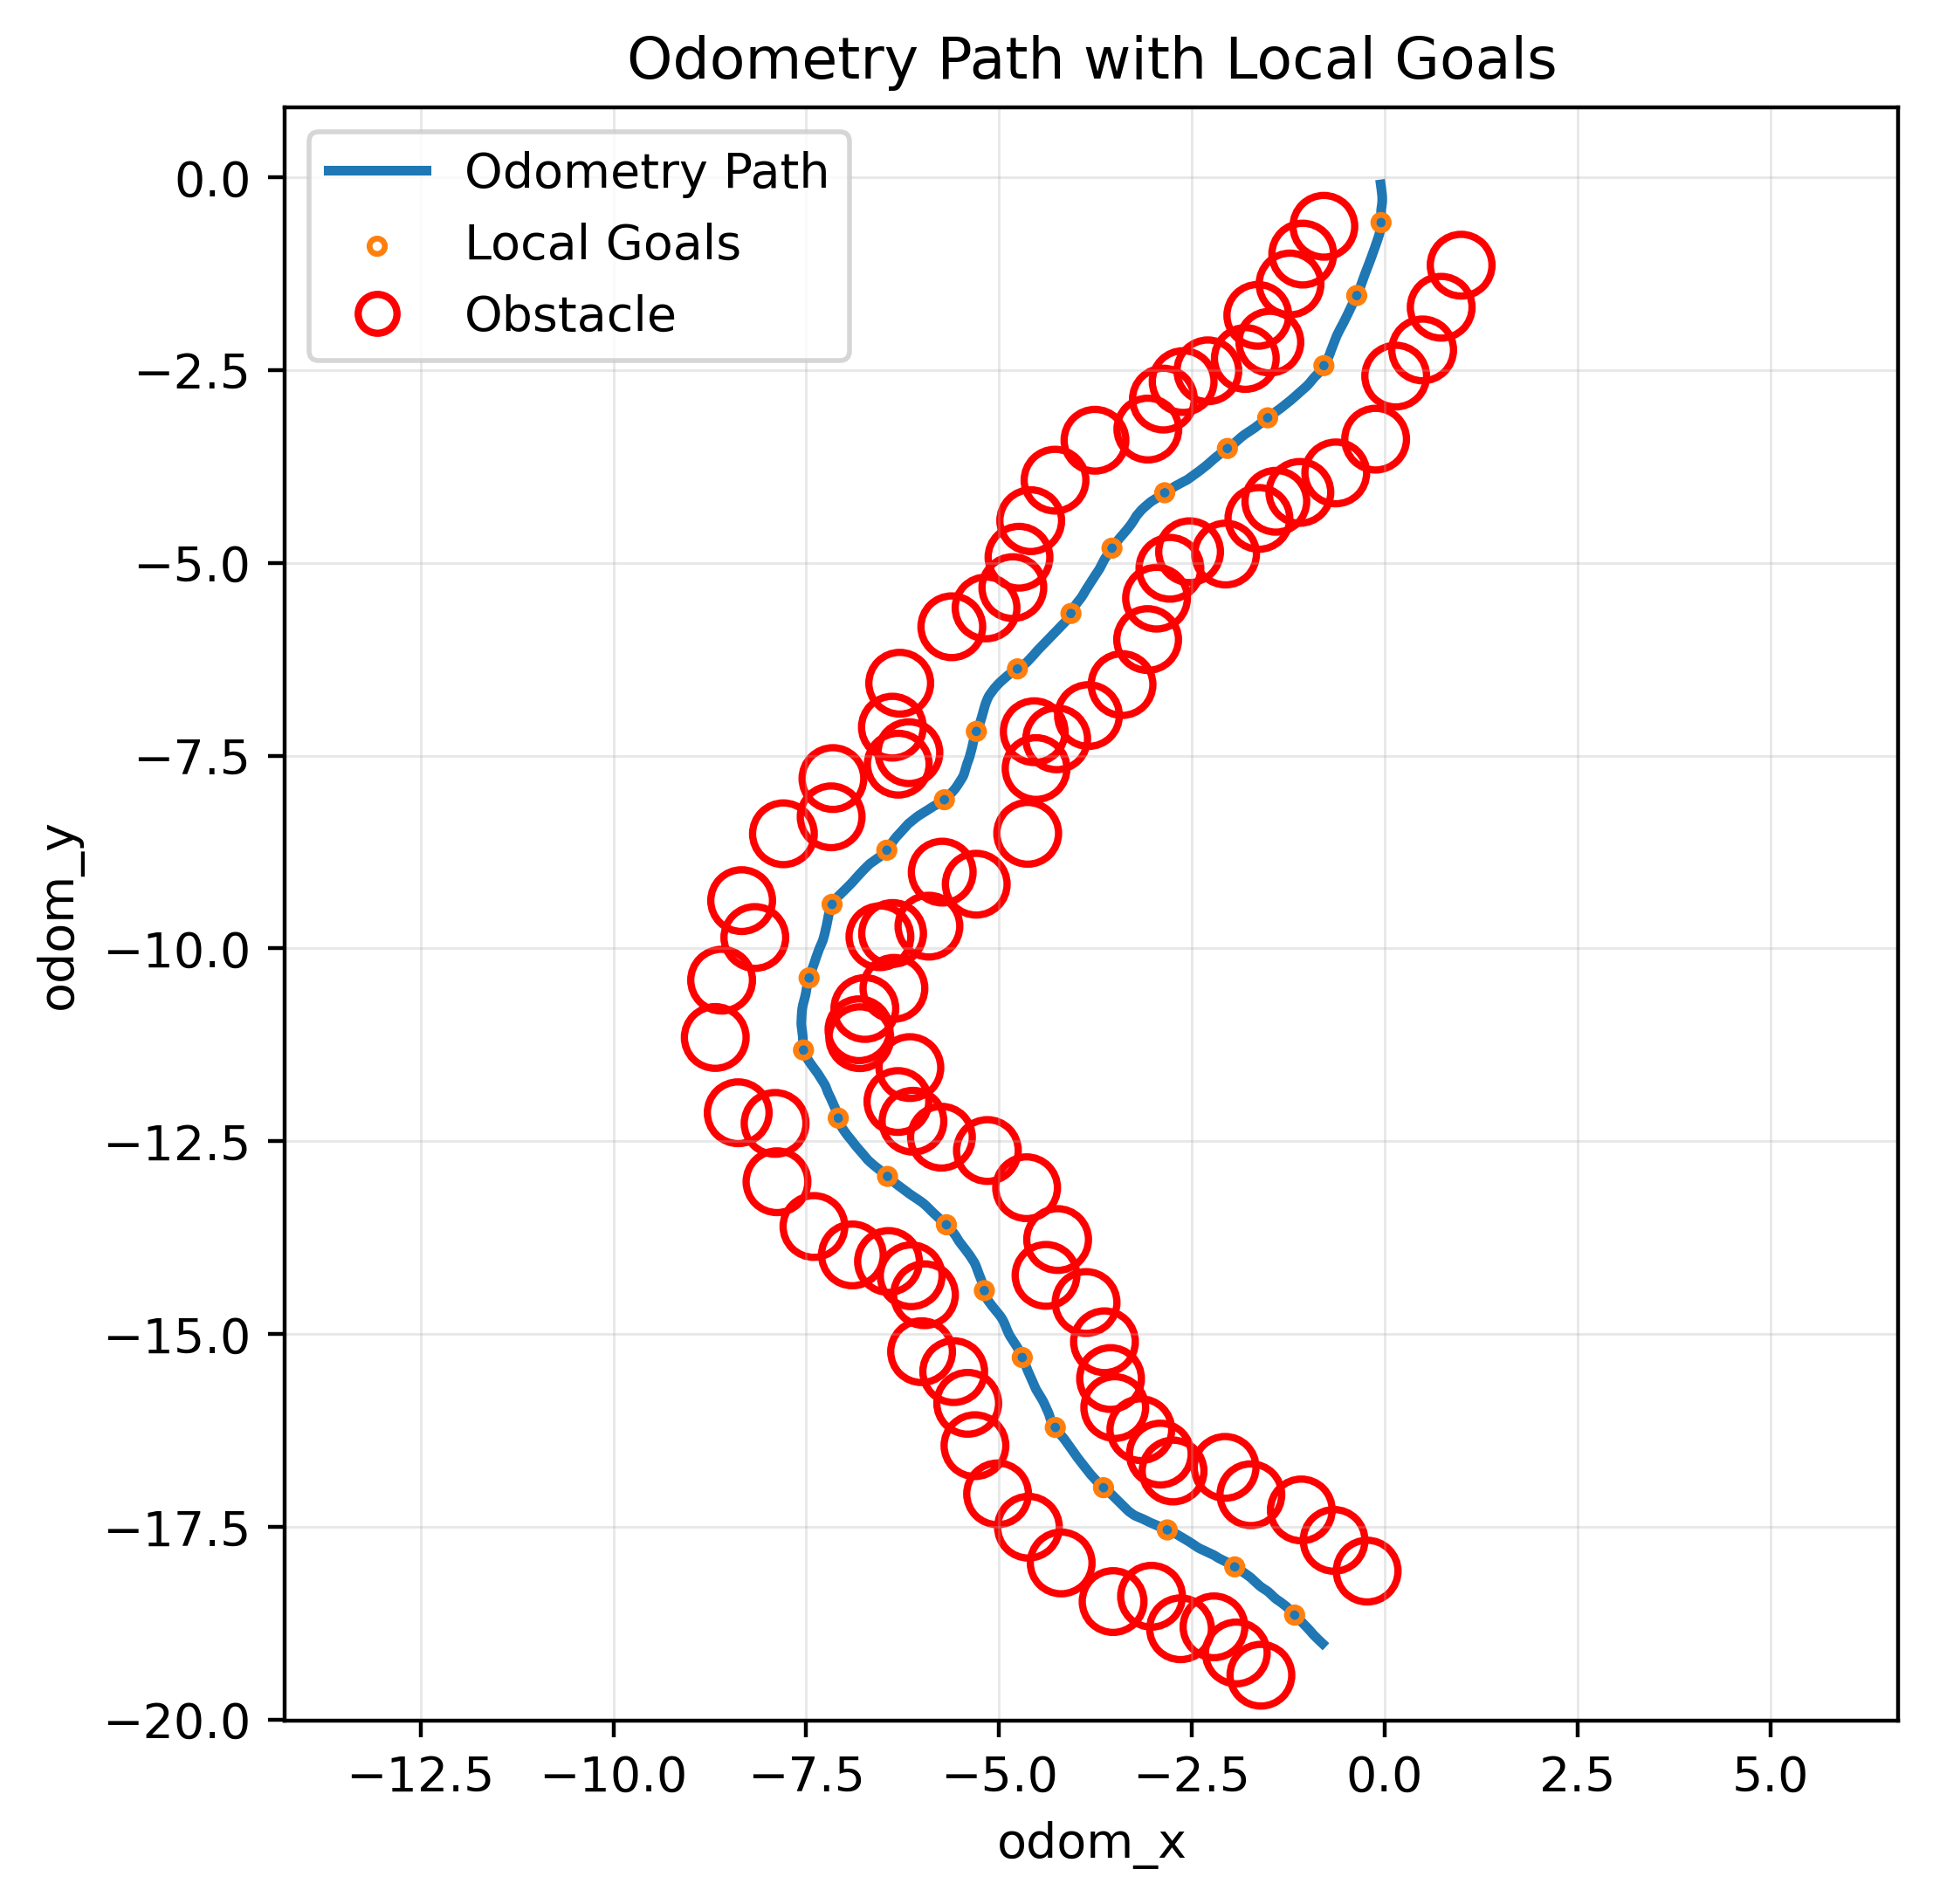 Odometry Path with Local Goals
Odometry Path
Local Goals
Obstacle
0.0
−2.5
−5.0
−7.5
−10.0
−12.5
−15.0
−17.5
−20.0
odom_y
−12.5 −10.0 −7.5 −5.0 −2.5 0.0 2.5 5.0
odom_x